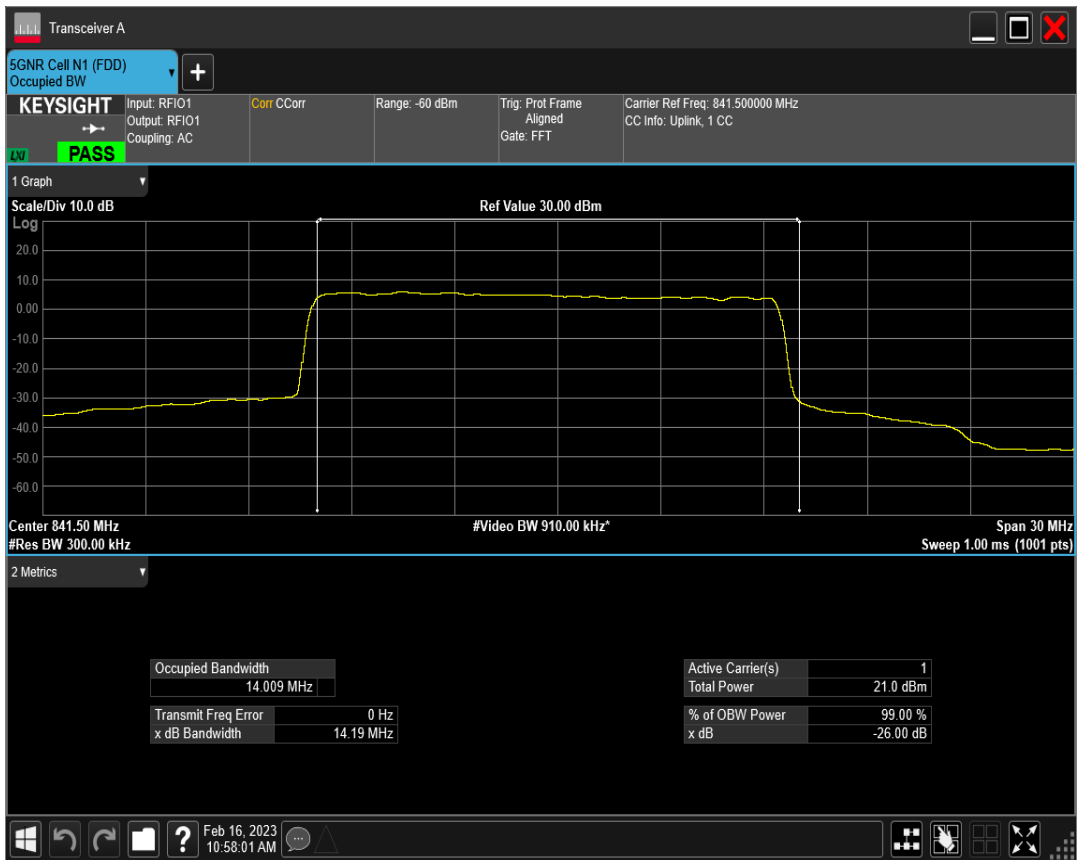 Transceiver A
5GNR Cell N1 (FDD)
Occupied BW
+
KEYSIGHT
LXI
PASS
Input: RFIO1
Output: RFIO1
Coupling: AC
Corr CCorr
Range: -60 dBm
Trig: Prot Frame
Aligned
Gate: FFT
Carrier Ref Freq: 841.500000 MHz
CC Info: Uplink, 1 CC
1 Graph
Scale/Div 10.0 dB
Ref Value 30.00 dBm
Log
20.0
10.0
0.00
-10.0
-20.0
-30.0
-40.0
-50.0
-60.0
Center 841.50 MHz
#Video BW 910.00 kHz*
Span 30 MHz
#Res BW 300.00 kHz
Sweep 1.00 ms (1001 pts)
2 Metrics
Occupied Bandwidth
14.009 MHz
Transmit Freq Error 0 Hz
x dB Bandwidth 14.19 MHz
Active Carrier(s) 1
Total Power 21.0 dBm
% of OBW Power 99.00 %
x dB -26.00 dB
?
Feb 16, 2023
10:58:01 AM